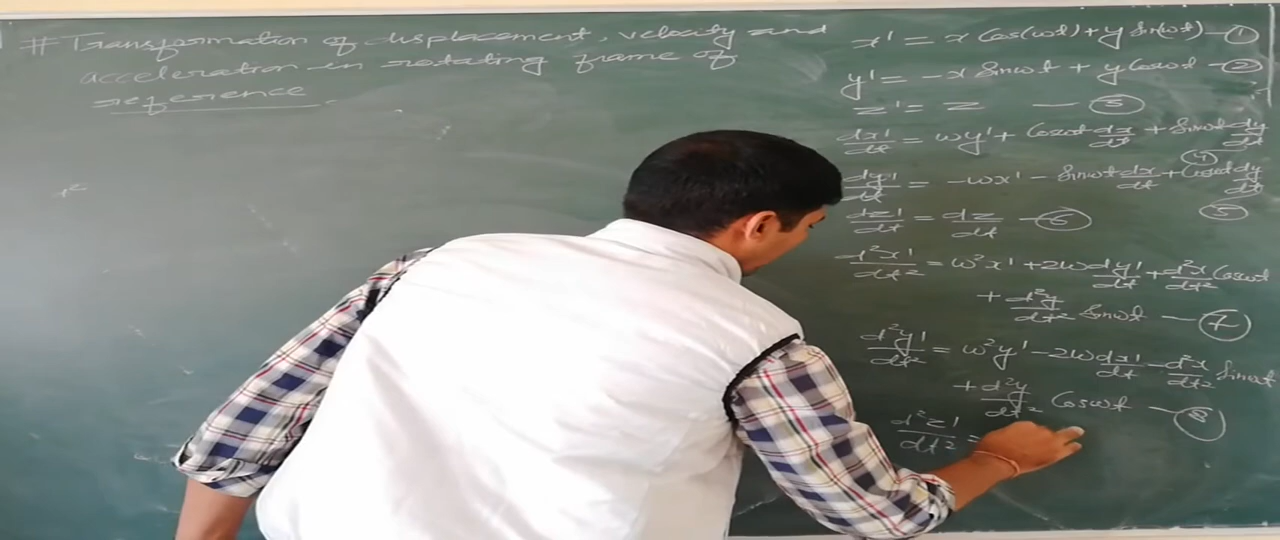 # Transformation of displacement, velocity and
acceleration in rotating frame of
reference
x' = x Cos(ωt) + y Sin(ωt) — ①
y' = -x Sinωt + y Cosωt — ②
z' = z — ③
dx'/dt = ωy' + Cosωt dx/dt + Sinωt dy/dt
④
dy'/dt = -ωx' - Sinωt dx/dt + Cosωt dy/dt
⑤
dz'/dt = dz/dt — ⑥
d²x'/dt² = ω²x' + 2ω dy'/dt + d²x/dt² Cosωt
+ d²y/dt² Sinωt — ⑦
d²y'/dt² = ω²y' - 2ω dx'/dt - d²x/dt² Sinωt
+ d²y/dt² Cosωt — ⑧
d²z'/dt² =